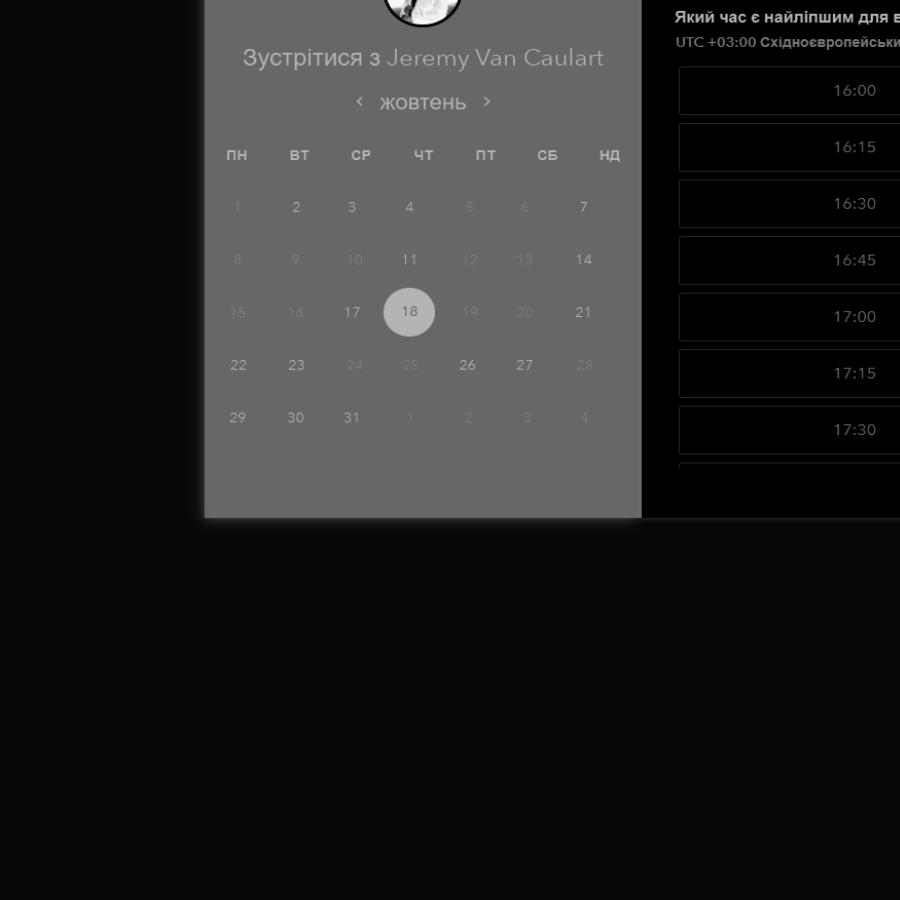 Зустрітися з Jeremy Van Caulart
жовтень
ПН ВТ СР ЧТ ПТ СБ НД
1 2 3 4 5 6 7
8 9 10 11 12 13 14
15 16 17 18 19 20 21
22 23 24 25 26 27 28
29 30 31 1 2 3 4
Який час є найліпшим для
UTC +03:00
16:00
16:15
16:30
16:45
17:00
17:15
17:30